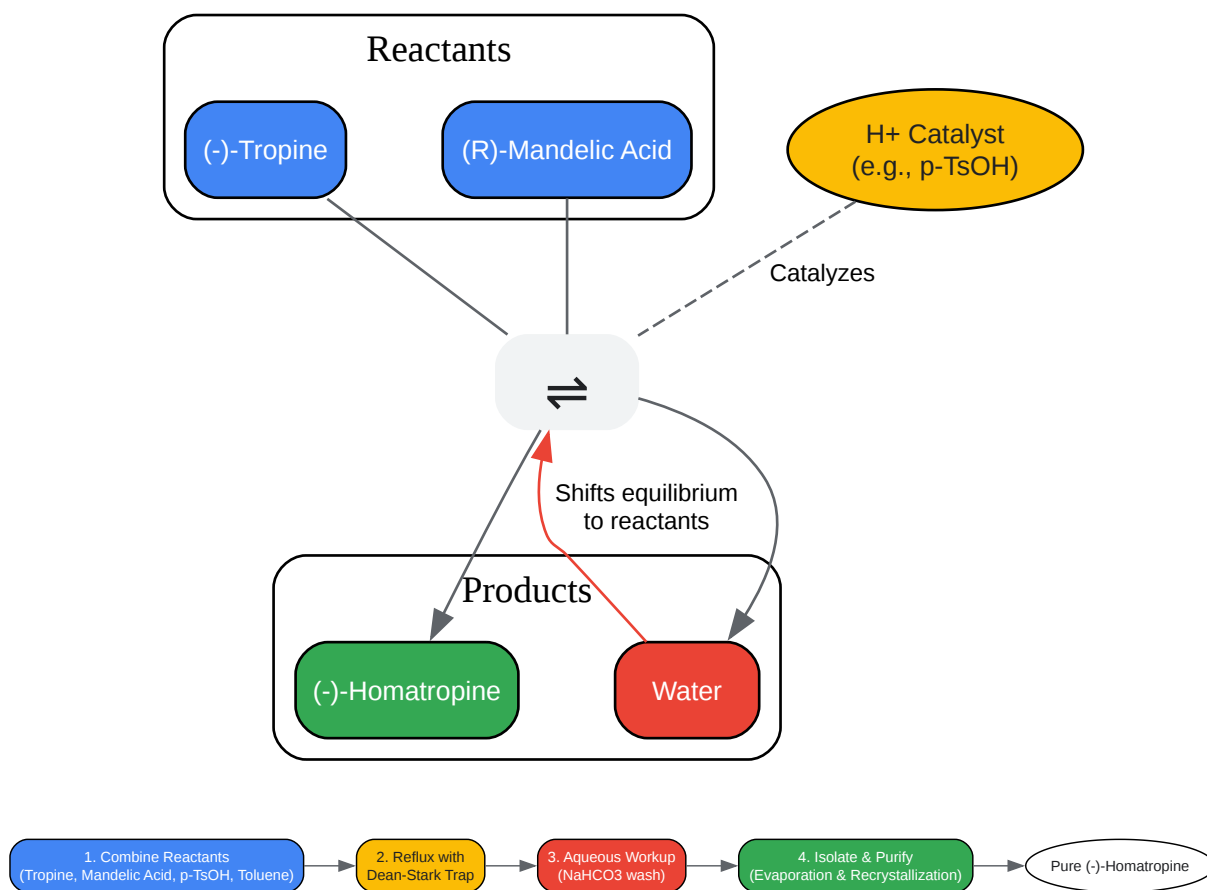 Reactants
(-)-Tropine
(R)-Mandelic Acid
H+ Catalyst
(e.g., p-TsOH)
Catalyzes
⇌
Shifts equilibrium
to reactants
Products
(-)-Homatropine
Water
1. Combine Reactants
(Tropine, Mandelic Acid, p-TsOH, Toluene)
2. Reflux with
Dean-Stark Trap
3. Aqueous Workup
(NaHCO3 wash)
4. Isolate & Purify
(Evaporation & Recrystallization)
Pure (-)-Homatropine